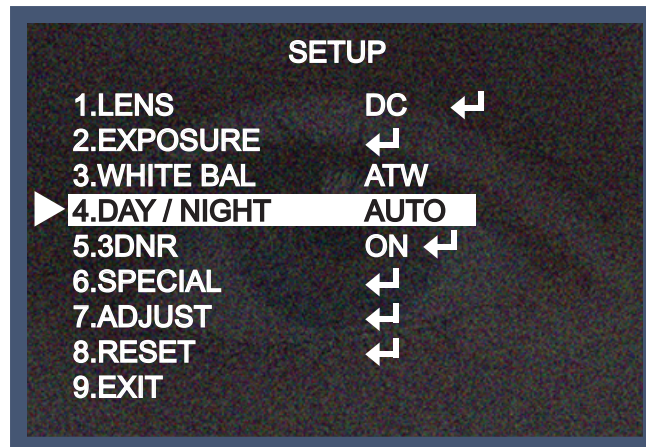 SETUP
1.LENS DC ↵
2.EXPOSURE ↵
3.WHITE BAL ATW
4.DAY / NIGHT AUTO
5.3DNR ON ↵
6.SPECIAL ↵
7.ADJUST ↵
8.RESET ↵
9.EXIT